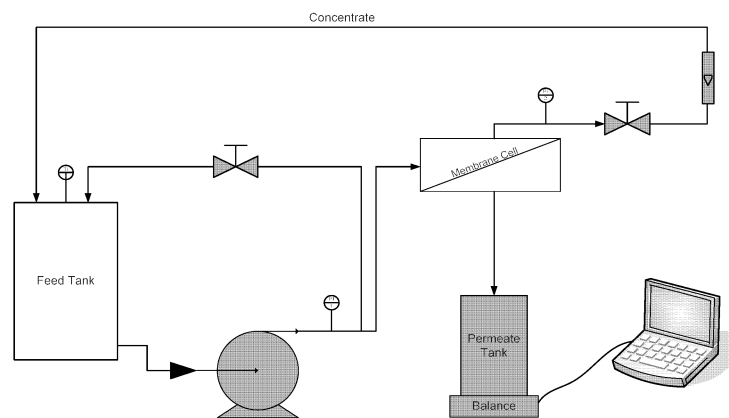 Concentrate
Membrane Cell
Feed Tank
Permeate
Tank
Balance